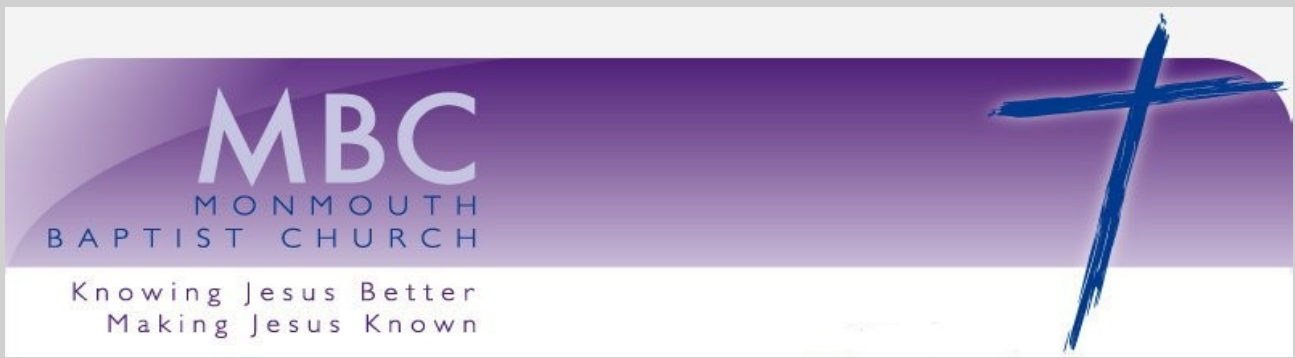 MBC
MONMOUTH
BAPTIST CHURCH
Knowing Jesus Better
Making Jesus Known